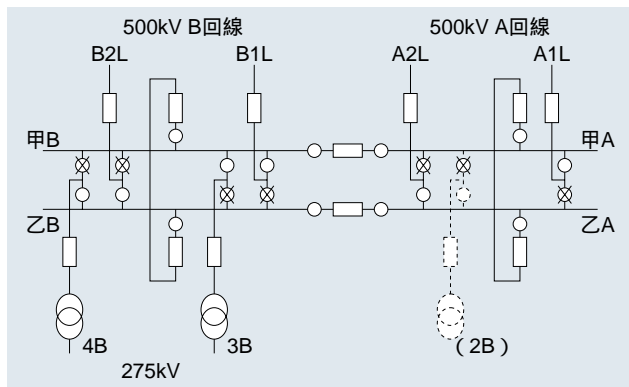 500kV B回線
500kV A回線
B2L
B1L
A2L
A1L
甲B
甲A
乙B
乙A
4B
3B
（2B）
275kV